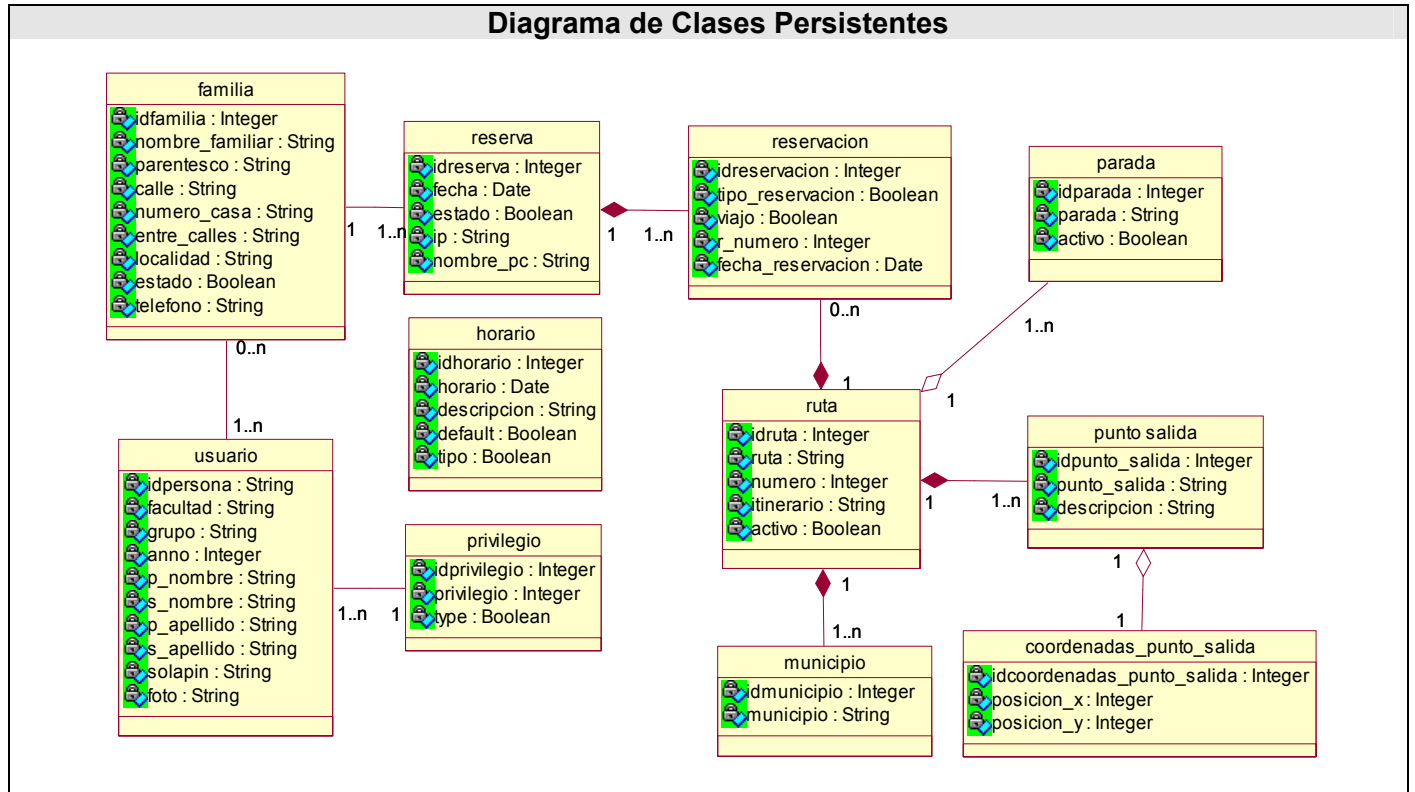 Diagrama de Clases Persistentes
familia
idfamilia : Integer
nombre_familiar : String
parentesco : String
calle : String
numero_casa : String
entre_calles : String
localidad : String
estado : Boolean
telefono : String
1
1..n
0..n
1..n
reserva
idreserva : Integer
fecha : Date
estado : Boolean
ip : String
nombre_pc : String
1
1..n
reservacion
idreservacion : Integer
tipo_reservacion : Boolean
viajo : Boolean
r_numero : Integer
fecha_reservacion : Date
0..n
1
parada
idparada : Integer
parada : String
activo : Boolean
1..n
1
horario
idhorario : Integer
horario : Date
descripcion : String
default : Boolean
tipo : Boolean
ruta
idruta : Integer
ruta : String
numero : Integer
itinerario : String
activo : Boolean
1
1..n
1
1..n
punto salida
idpunto_salida : Integer
punto_salida : String
descripcion : String
1
1
usuario
idpersona : String
facultad : String
grupo : String
anno : Integer
p_nombre : String
s_nombre : String
p_apellido : String
s_apellido : String
solapin : String
foto : String
1..n
1
privilegio
idprivilegio : Integer
privilegio : Integer
type : Boolean
municipio
idmunicipio : Integer
municipio : String
coordenadas_punto_salida
idcoordenadas_punto_salida : Integer
posicion_x : Integer
posicion_y : Integer